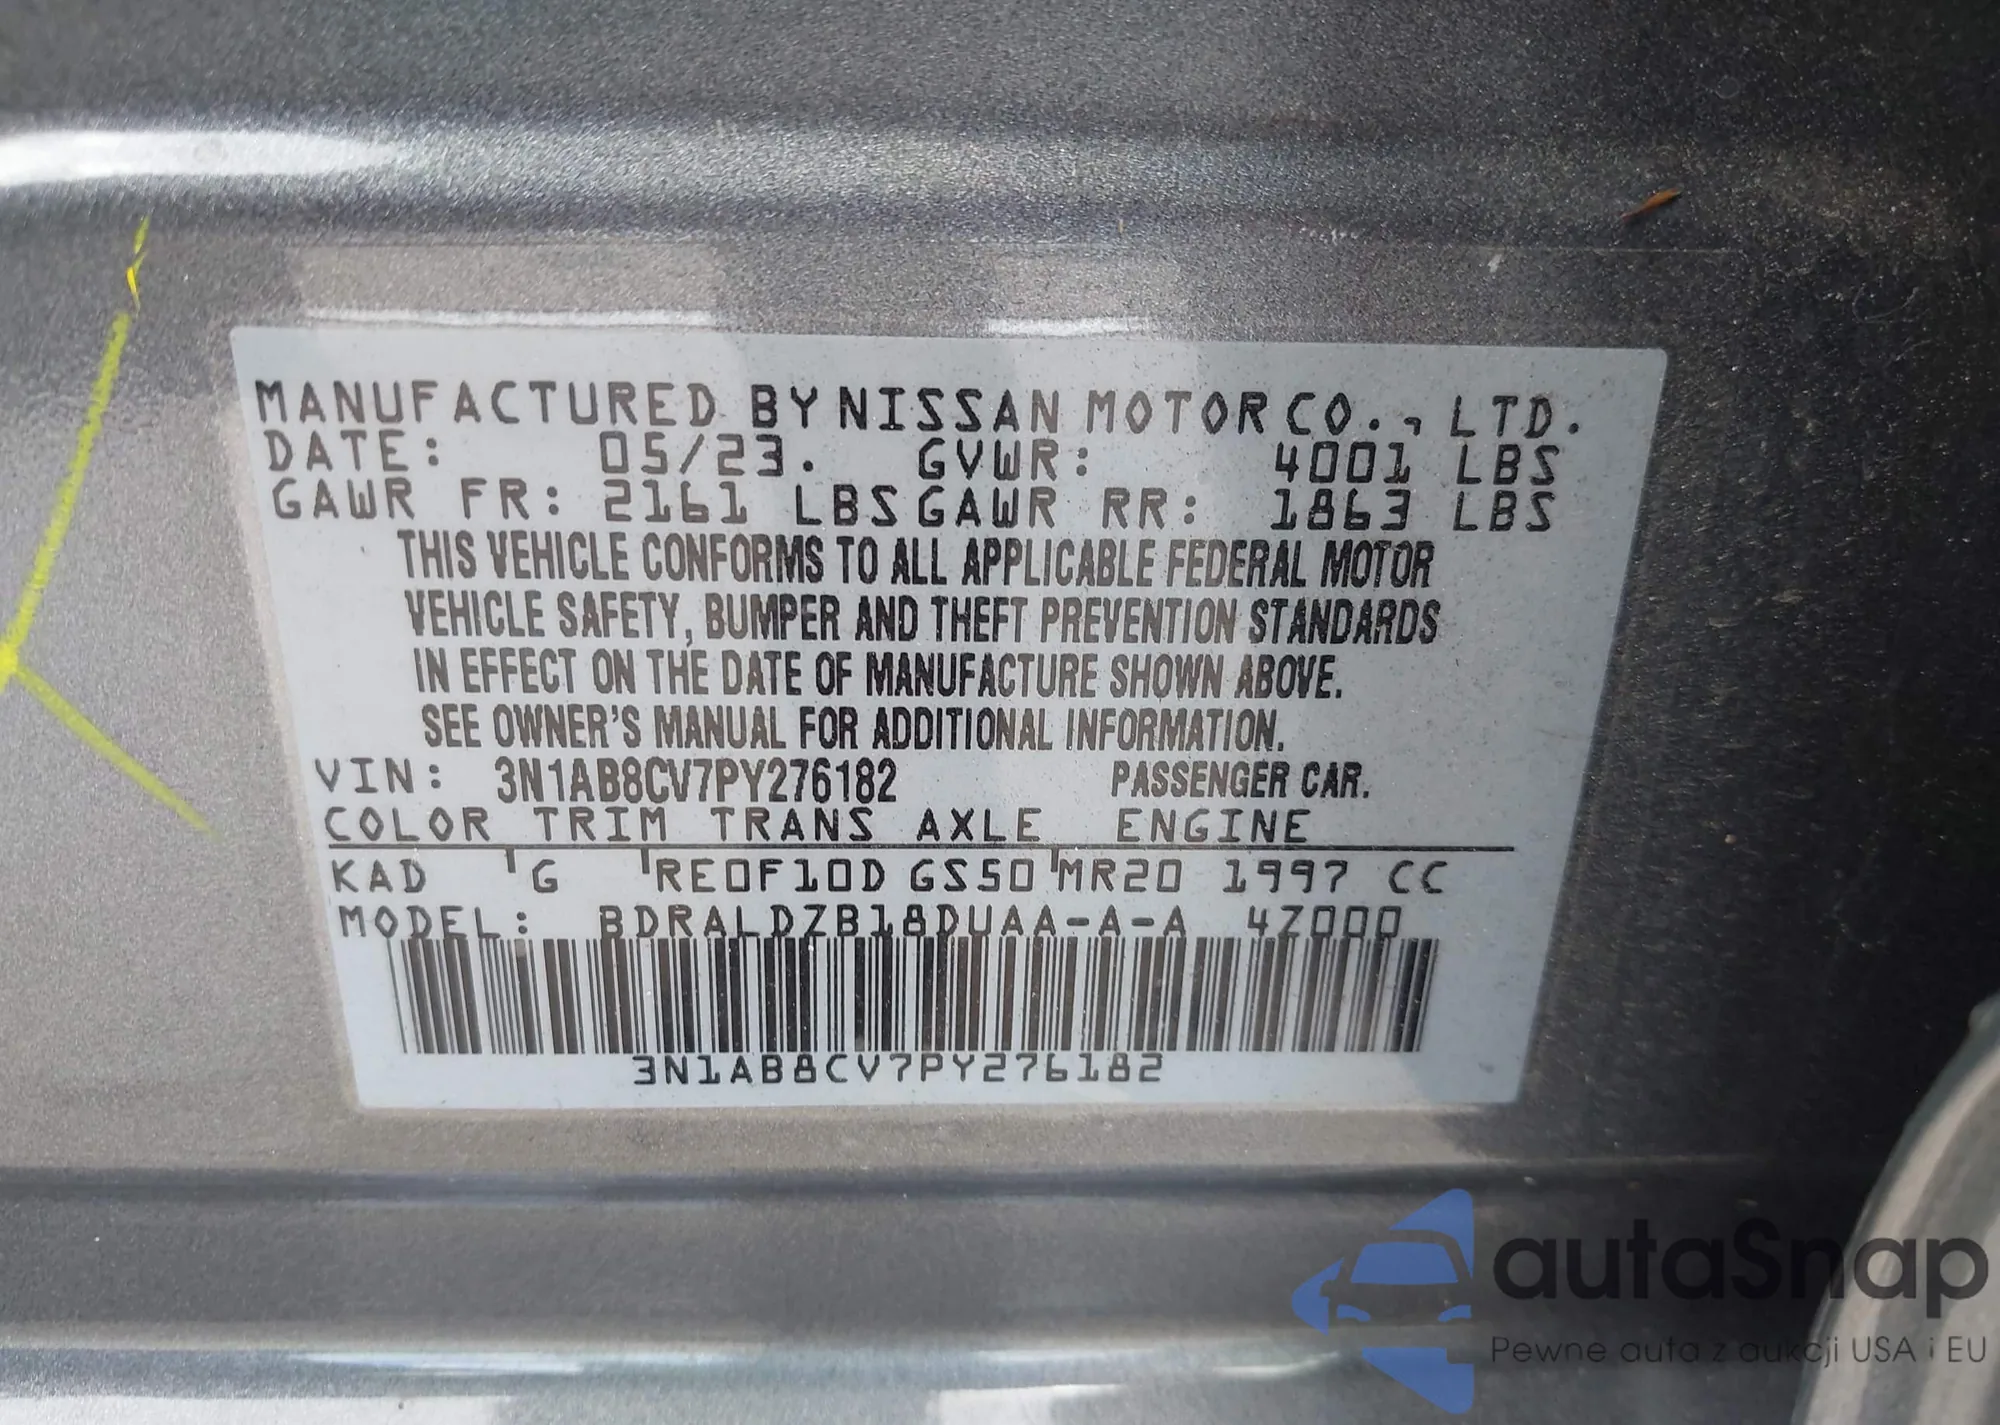 MANUFACTURED BY NISSAN MOTOR CO., LTD.
DATE: 05/23. GVWR: 4001 LBS
GAWR FR: 2161 LBS GAWR RR: 1863 LBS
THIS VEHICLE CONFORMS TO ALL APPLICABLE FEDERAL MOTOR
VEHICLE SAFETY, BUMPER AND THEFT PREVENTION STANDARDS
IN EFFECT ON THE DATE OF MANUFACTURE SHOWN ABOVE.
SEE OWNER'S MANUAL FOR ADDITIONAL INFORMATION.
VIN: 3N1AB8CV7PY276182 PASSENGER CAR.
COLOR TRIM TRANS AXLE ENGINE
KAD G RE0F10D GS50 MR20 1997 CC
MODEL: BDRALDZB18DUAA-A-A 4Z000
3N1AB8CV7PY276182
autaSnap
Pewne auta z aukcji USA i EU